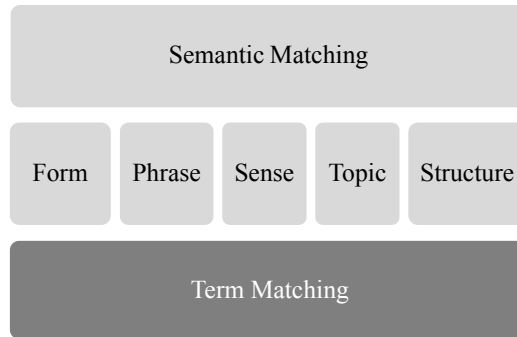 Semantic Matching
Form Phrase Sense Topic Structure
Term Matching